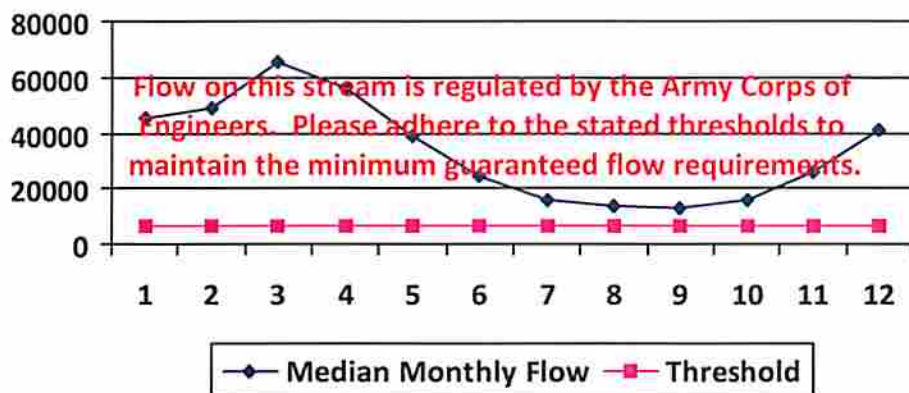 80000
60000
40000
20000
0
Flow on this stream is regulated by the Army Corps of
Engineers. Please adhere to the stated thresholds to
maintain the minimum guaranteed flow requirements.
1 2 3 4 5 6 7 8 9 10 11 12
Median Monthly Flow Threshold